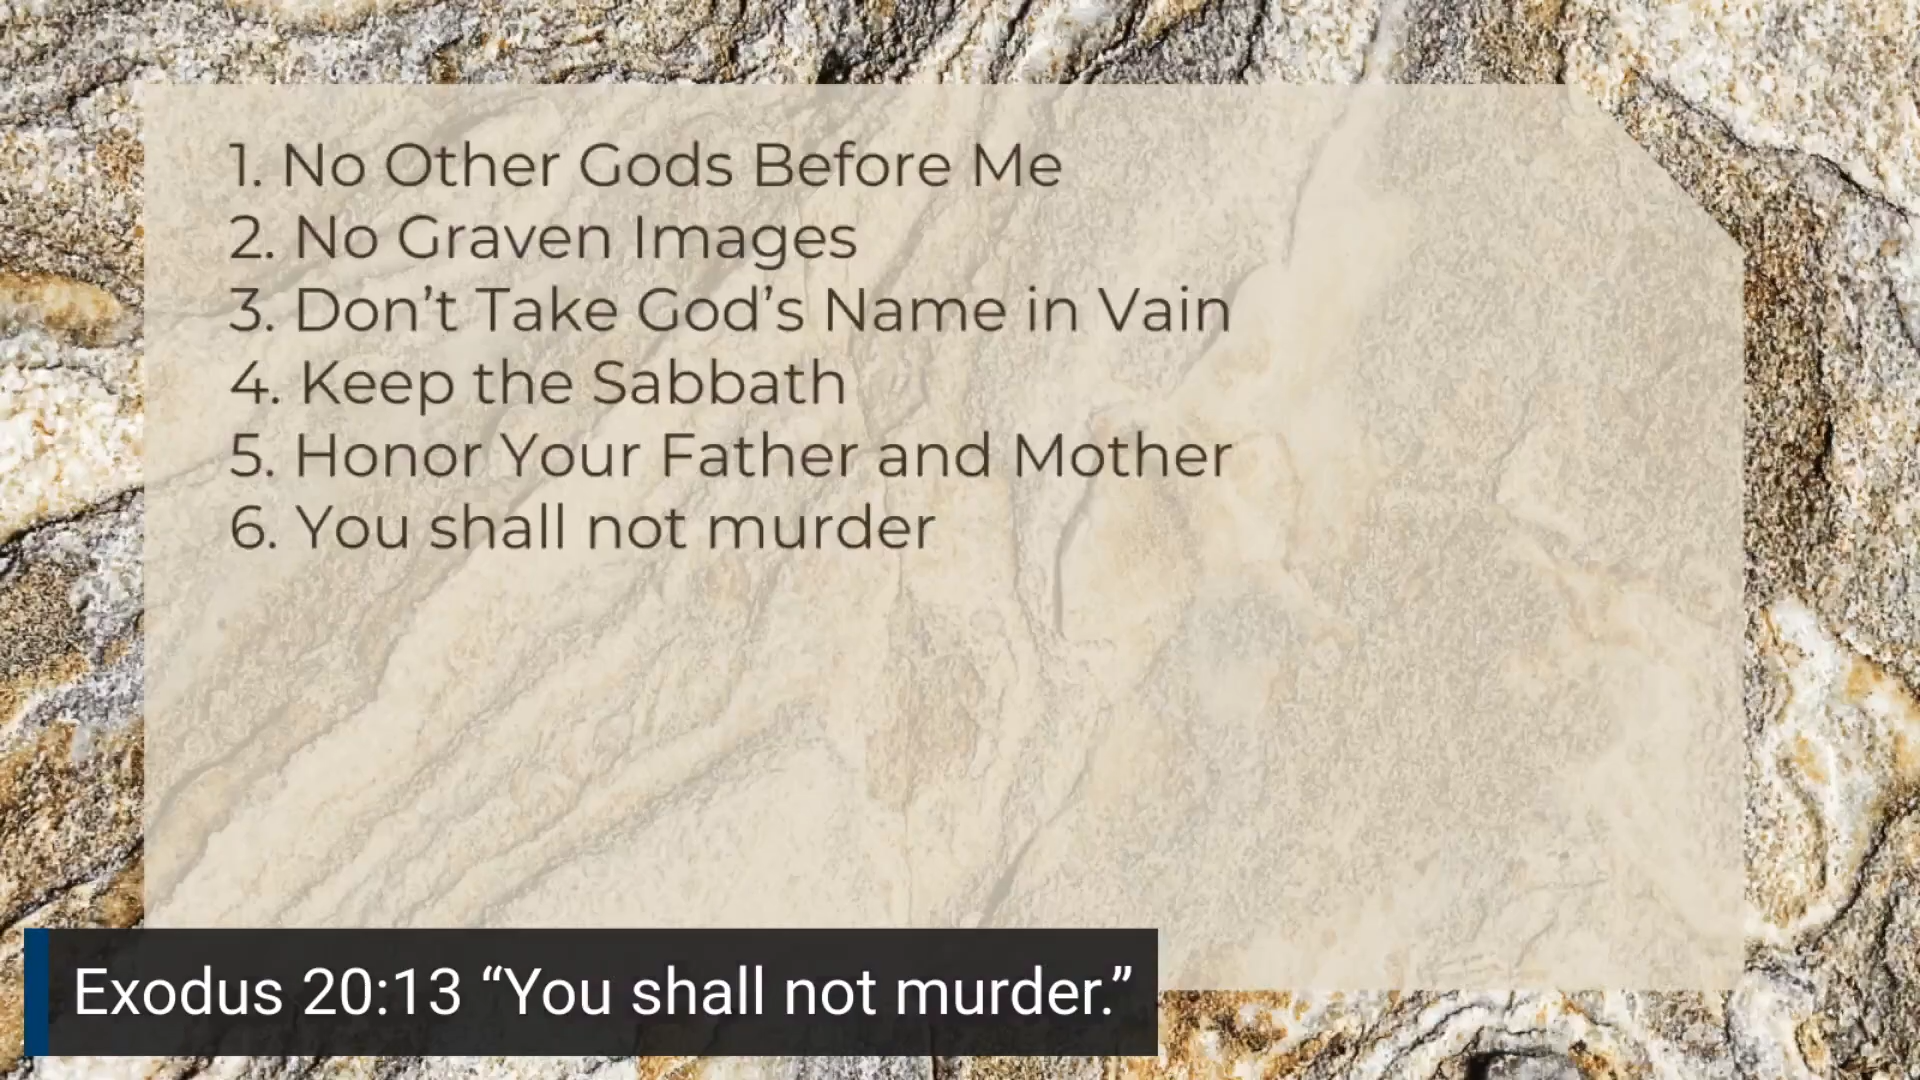 1. No Other Gods Before Me
2. No Graven Images
3. Don’t Take God’s Name in Vain
4. Keep the Sabbath
5. Honor Your Father and Mother
6. You shall not murder
Exodus 20:13 “You shall not murder.”